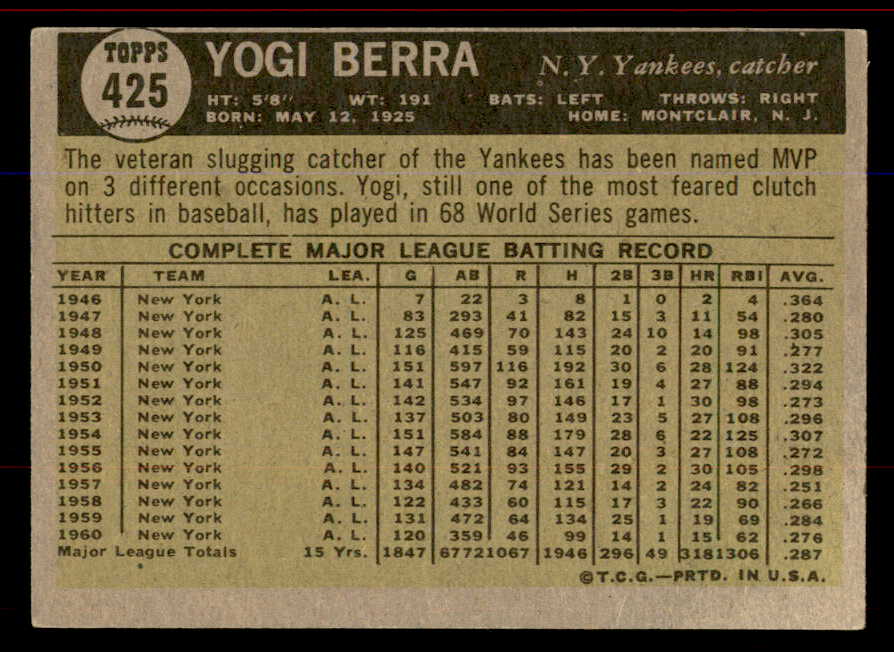 TOPPS
425
YOGI BERRA N. Y. Yankees, catcher
HT: 5'8" WT: 191 BATS: LEFT THROWS: RIGHT
BORN: MAY 12, 1925 HOME: MONTCLAIR, N. J.
The veteran slugging catcher of the Yankees has been named MVP
on 3 different occasions. Yogi, still one of the most feared clutch
hitters in baseball, has played in 68 World Series games.
COMPLETE MAJOR LEAGUE BATTING RECORD
YEAR TEAM LEA. G AB R H 2B 3B HR RBI AVG.
1946 New York A. L. 7 22 3 8 1 0 2 4 .364
1947 New York A. L. 83 293 41 82 15 3 11 54 .280
1948 New York A. L. 125 469 70 143 24 10 14 98 .305
1949 New York A. L. 116 415 59 115 20 2 20 91 .277
1950 New York A. L. 151 597 116 192 30 6 28 124 .322
1951 New York A. L. 141 547 92 161 19 4 27 88 .294
1952 New York A. L. 142 534 97 146 17 1 30 98 .273
1953 New York A. L. 137 503 80 149 23 5 27 108 .296
1954 New York A. L. 151 584 88 179 28 6 22 125 .307
1955 New York A. L. 147 541 84 147 20 3 27 108 .272
1956 New York A. L. 140 521 93 155 29 2 30 105 .298
1957 New York A. L. 134 482 74 121 14 2 24 82 .251
1958 New York A. L. 122 433 60 115 17 3 22 90 .266
1959 New York A. L. 131 472 64 134 25 1 19 69 .284
1960 New York A. L. 120 359 46 99 14 1 15 62 .276
Major League Totals 15 Yrs. 1847 6772 1067 1946 296 49 318 1306 .287
©T.C.G.—PRTD. IN U.S.A.